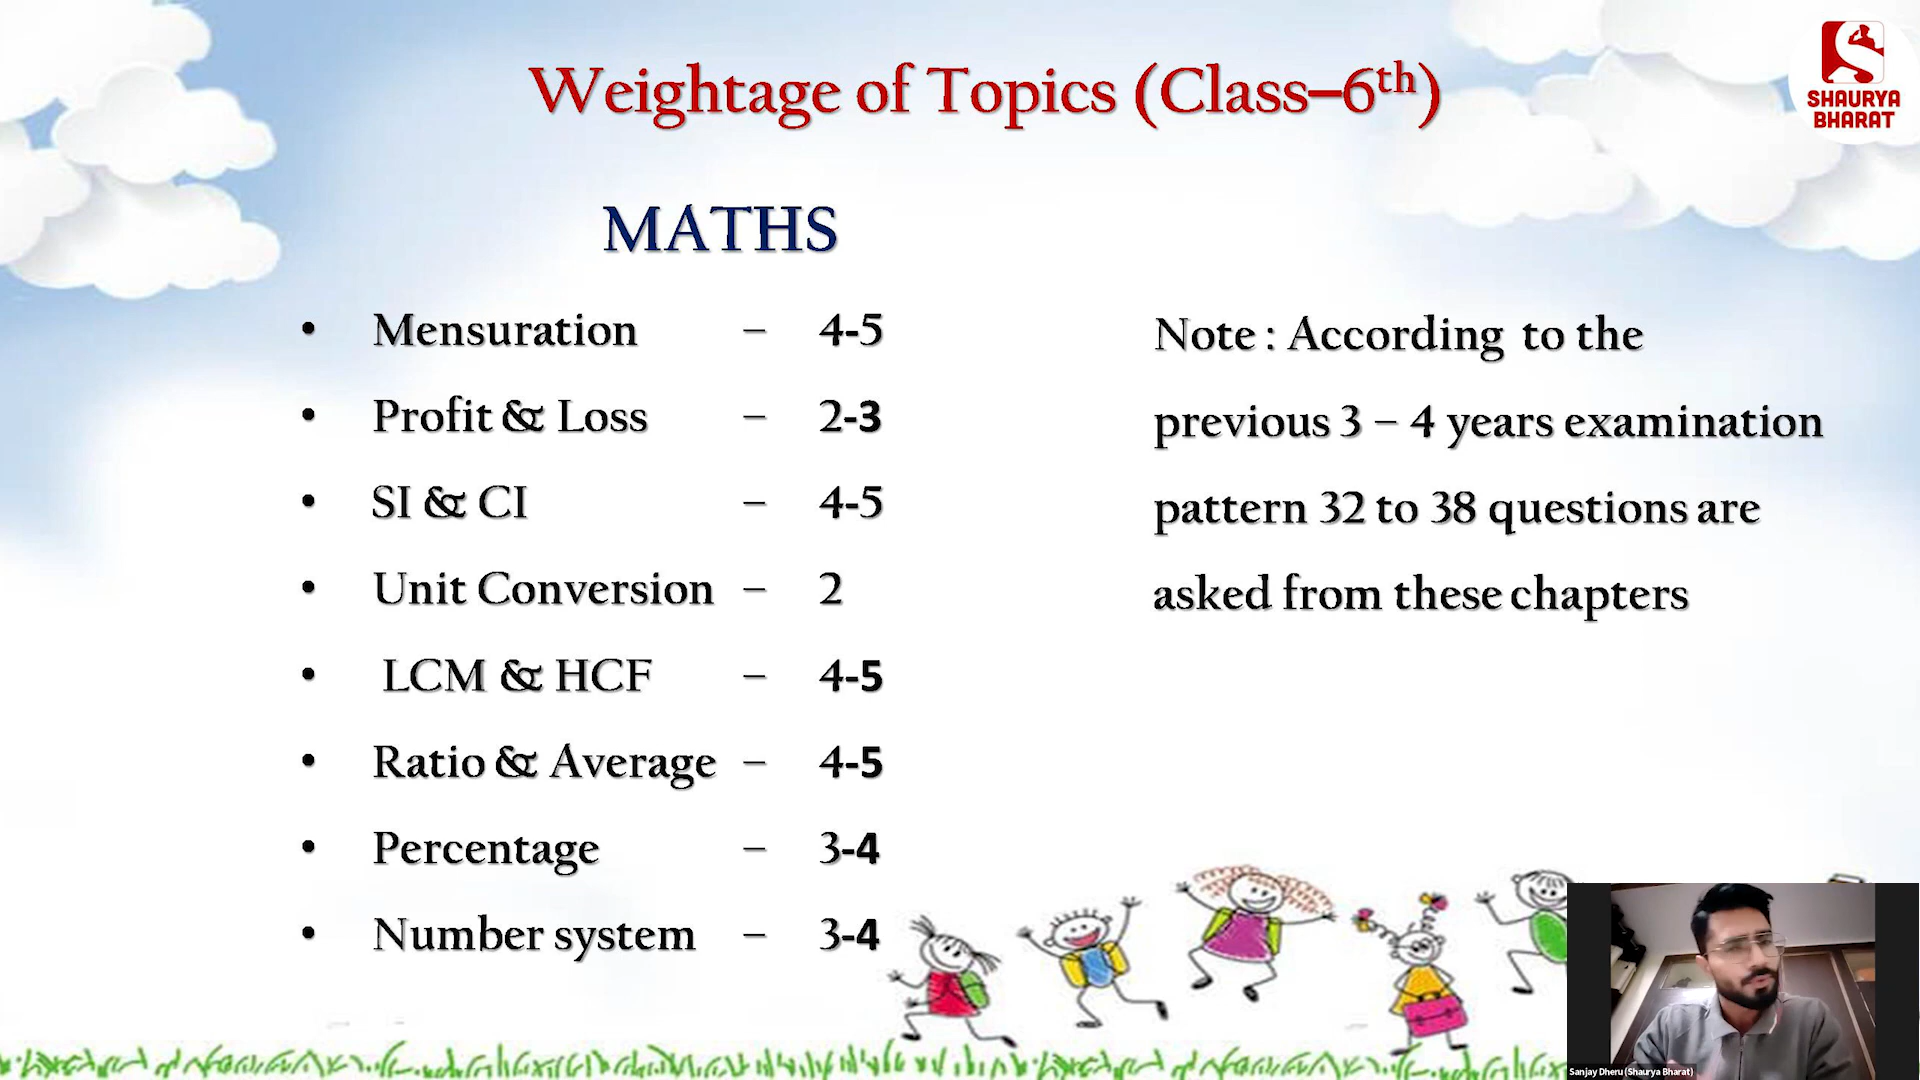 Weightage of Topics (Class–6th)
SHAURYA
BHARAT
MATHS
• Mensuration – 4-5
• Profit & Loss – 2-3
• SI & CI – 4-5
• Unit Conversion – 2
• LCM & HCF – 4-5
• Ratio & Average – 4-5
• Percentage – 3-4
• Number system – 3-4
Note : According to the
previous 3 – 4 years examination
pattern 32 to 38 questions are
asked from these chapters
Sanjay Dheru (Shaurya Bharat)